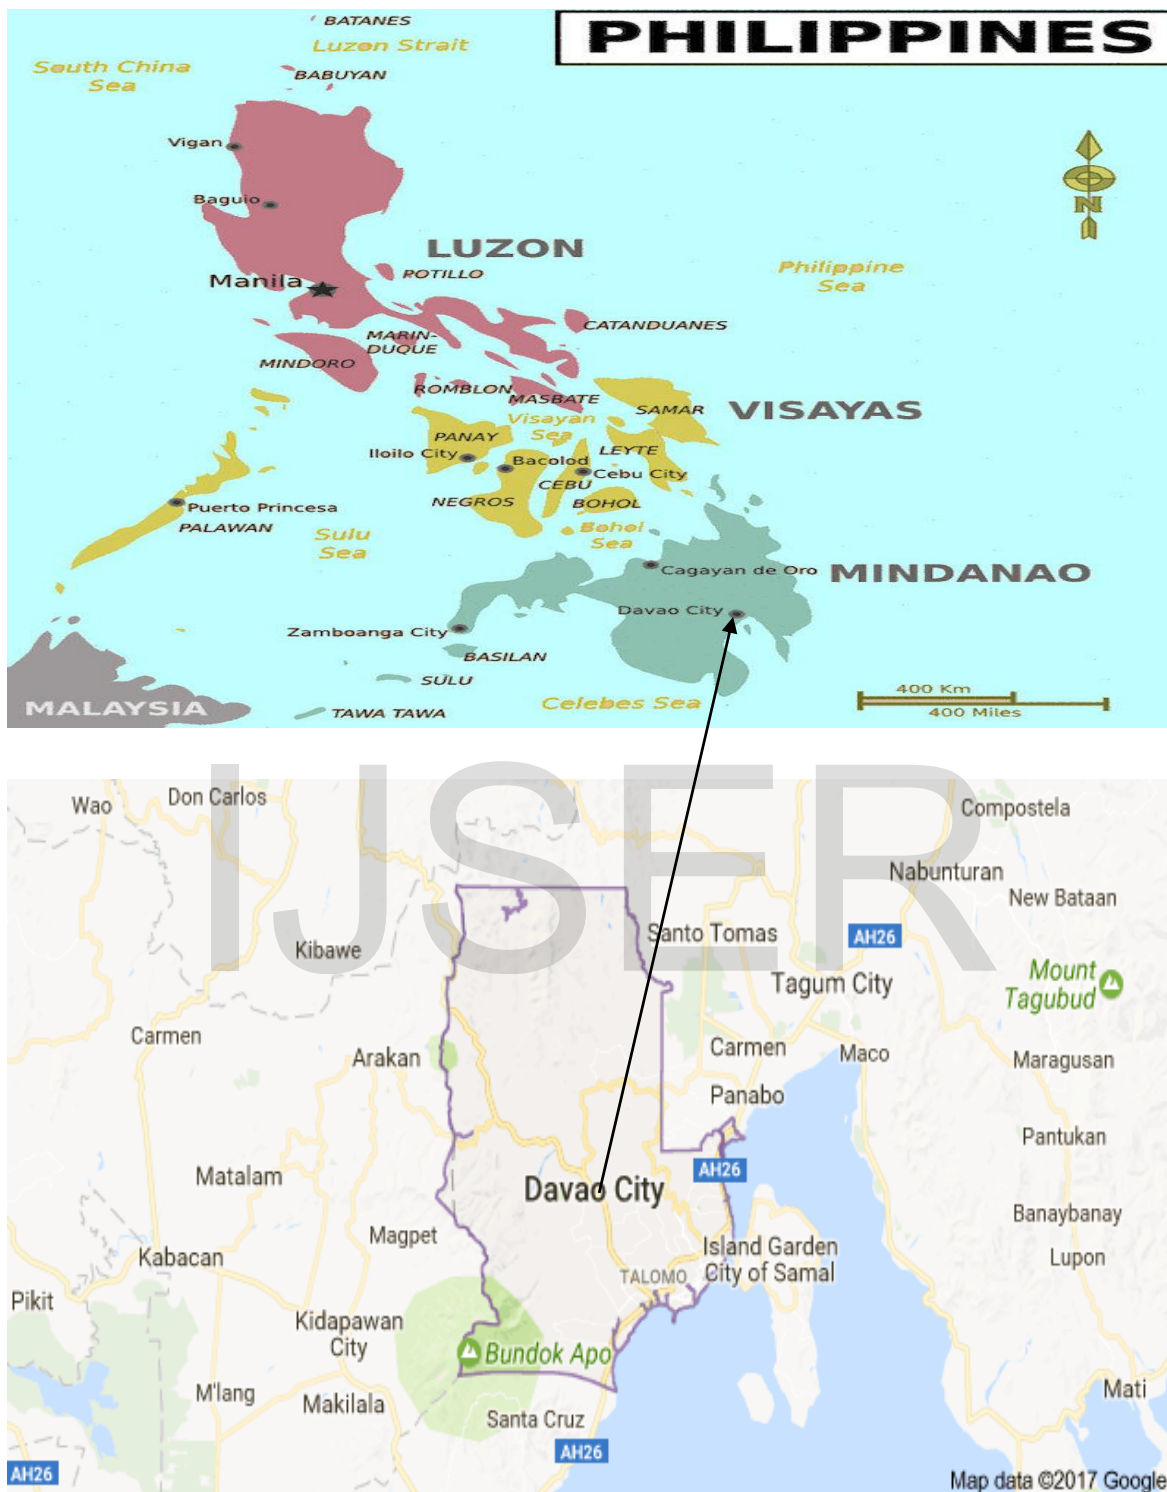 BATANES
PHILIPPINES
Luzon Strait
South China
Sea
BABUYAN
Vigan
Baguio
N
LUZON
Manila
POTILLO
Philippine
Sea
CATANDUANES
MARIN-
DUQUE
MINDORO
ROMBLON
MASBATE
SAMAR
VISAYAS
Visayan
Sea
PANAY
LEYTE
Iloilo City
Bacolod
Cebu City
CEBU
NEGROS
BOHOL
Puerto Princesa
PALAWAN
Sulu
Sea
Bohol
Sea
Cagayan de Oro
MINDANAO
Davao City
Zamboanga City
BASILAN
SULU
400 Km
400 Miles
Celebes Sea
MALAYSIA
TAWA TAWA
IJSER
Wao
Don Carlos
Compostela
Nabunturan
New Bataan
Santo Tomas
AH26
Kibawe
Mount
Tagubud
Tagum City
Carmen
Arakan
Carmen
Maco
Maragusan
Panabo
Pantukan
AH26
Matalam
Davao City
Banaybanay
Magpet
Island Garden
City of Samal
Kabacan
Lupon
TALOMO
Pikit
Kidapawan
City
Bundok Apo
M'lang
Makilala
Mati
Santa Cruz
AH26
AH26
Map data ©2017 Google